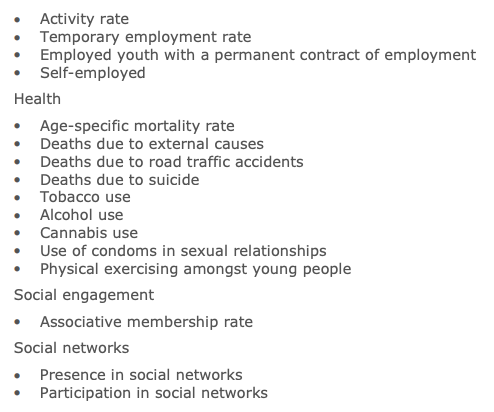 • Activity rate
• Temporary employment rate
• Employed youth with a permanent contract of employment
• Self-employed
Health
• Age-specific mortality rate
• Deaths due to external causes
• Deaths due to road traffic accidents
• Deaths due to suicide
• Tobacco use
• Alcohol use
• Cannabis use
• Use of condoms in sexual relationships
• Physical exercising amongst young people
Social engagement
• Associative membership rate
Social networks
• Presence in social networks
• Participation in social networks